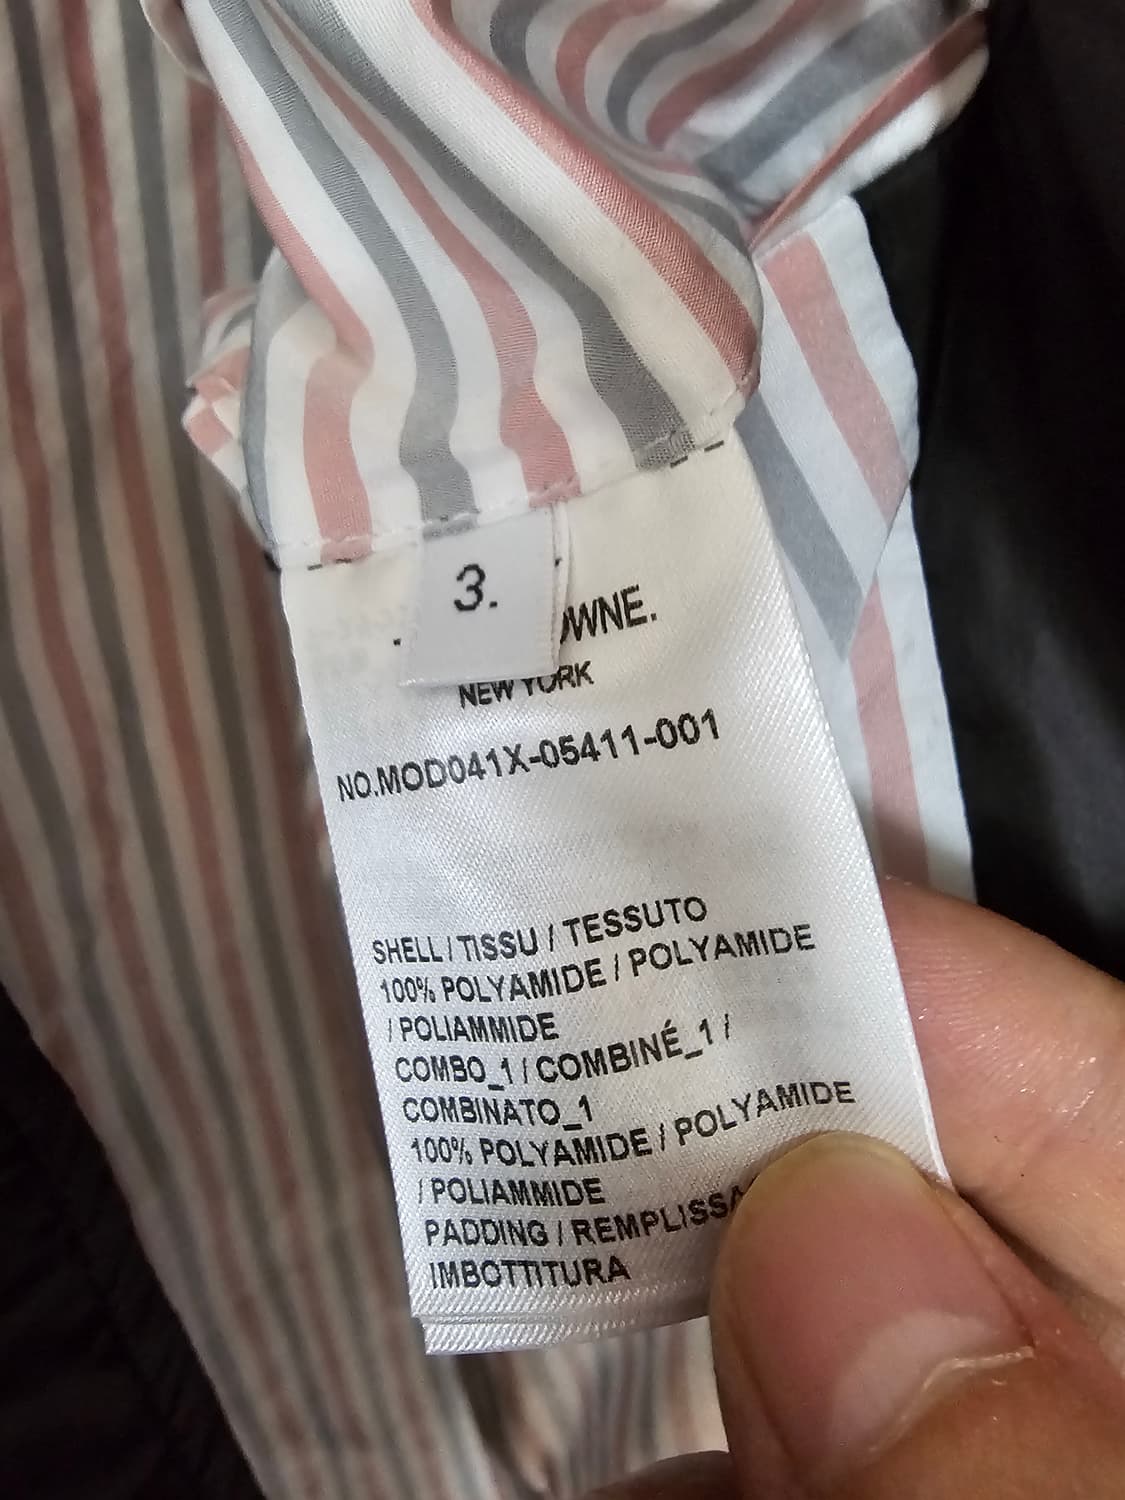 3.
OWNE.
NEW YORK
NO.MOD041X-05411-001
SHELL / TISSU / TESSUTO
100% POLYAMIDE / POLYAMIDE
/ POLIAMMIDE
COMBO_1 / COMBINÉ_1 /
COMBINATO_1
100% POLYAMIDE / POLYAMIDE
/ POLIAMMIDE
PADDING / REMPLISSA
IMBOTTITURA